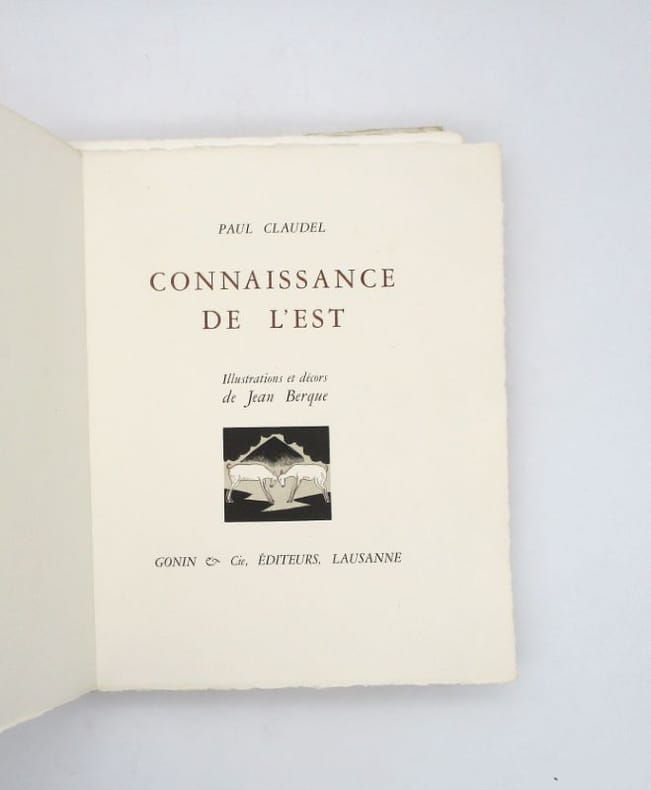 PAUL CLAUDEL
CONNAISSANCE
DE L'EST
Illustrations et décors
de Jean Berque
GONIN & Cie, ÉDITEURS, LAUSANNE